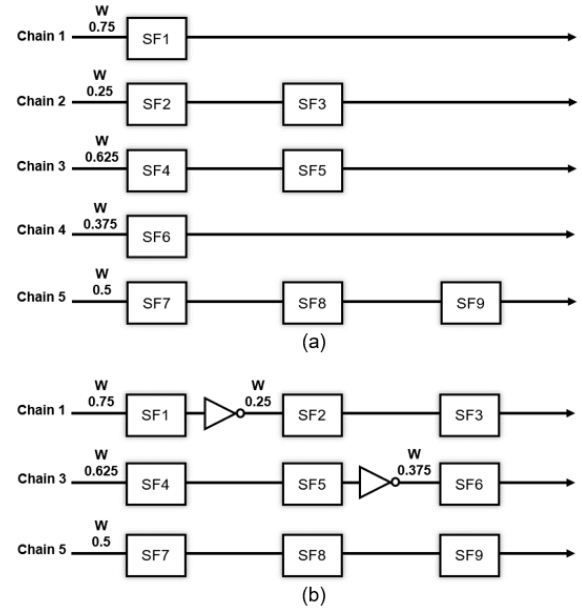 W
0.75
Chain 1 SF1
W
0.25
Chain 2 SF2 SF3
W
0.625
Chain 3 SF4 SF5
W
0.375
Chain 4 SF6
W
0.5
Chain 5 SF7 SF8 SF9
(a)
W W
0.75 0.25
Chain 1 SF1 SF2 SF3
W W
0.625 0.375
Chain 3 SF4 SF5 SF6
W
0.5
Chain 5 SF7 SF8 SF9
(b)